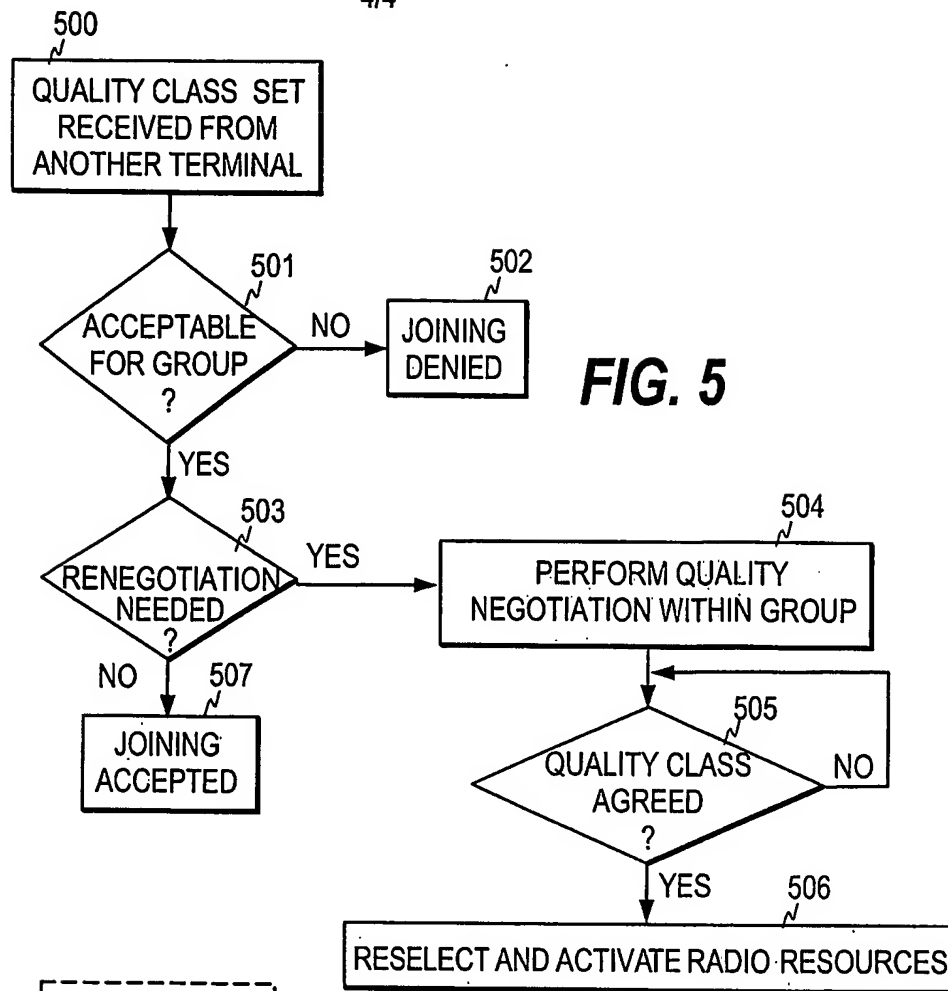 4/4
500
QUALITY CLASS SET
RECEIVED FROM
ANOTHER TERMINAL
501
ACCEPTABLE
FOR GROUP
?
NO
502
JOINING
DENIED
FIG. 5
YES
503
RENEGOTIATION
NEEDED
?
YES
504
PERFORM QUALITY
NEGOTIATION WITHIN GROUP
NO
507
JOINING
ACCEPTED
505
QUALITY CLASS
AGREED
?
NO
YES
506
RESELECT AND ACTIVATE RADIO RESOURCES